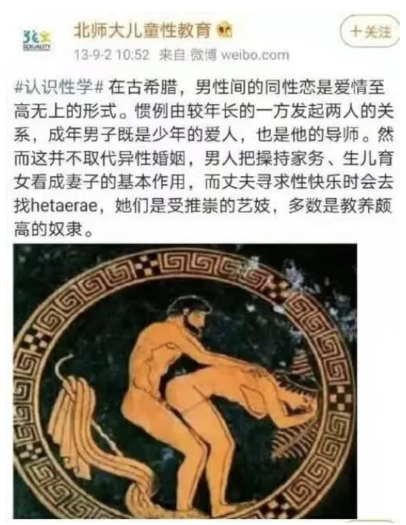 北师大儿童性教育
+关注
SEXUALITY
13-9-2 10:52 来自 微博 weibo.com
#认识性学# 在古希腊，男性间的同性恋是爱情至
高无上的形式。惯例由较年长的一方发起两人的关
系，成年男子既是少年的爱人，也是他的导师。然
而这并不取代异性婚姻，男人把操持家务、生儿育
女看成妻子的基本作用，而丈夫寻求性快乐时会去
找hetaerae，她们是受推崇的艺妓，多数是教养颇
高的奴隶。